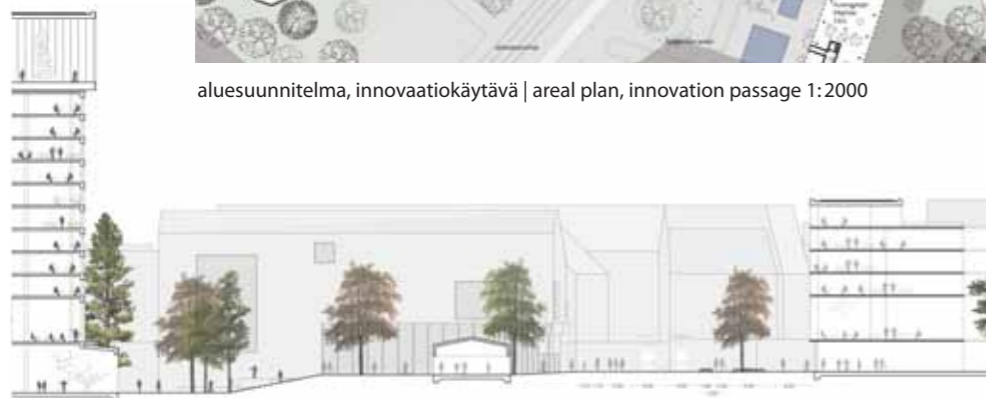 aluesuunnitelma, innovaatiokäytävä | areal plan, innovation passage 1:2000